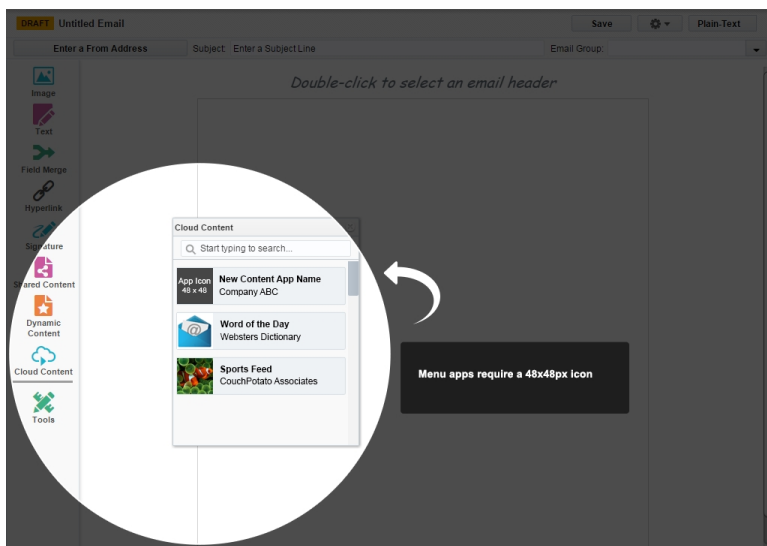 DRAFT Untitled Email
Save
Plain-Text
Enter a From Address
Subject: Enter a Subject Line
Email Group:
Double-click to select an email header
Image
Text
Field Merge
Hyperlink
Signature
Shared Content
Dynamic
Content
Cloud Content
Tools
Cloud Content
Start typing to search...
App Icon
48 x 48
New Content App Name
Company ABC
Word of the Day
Websters Dictionary
Sports Feed
CouchPotato Associates
Menu apps require a 48x48px icon